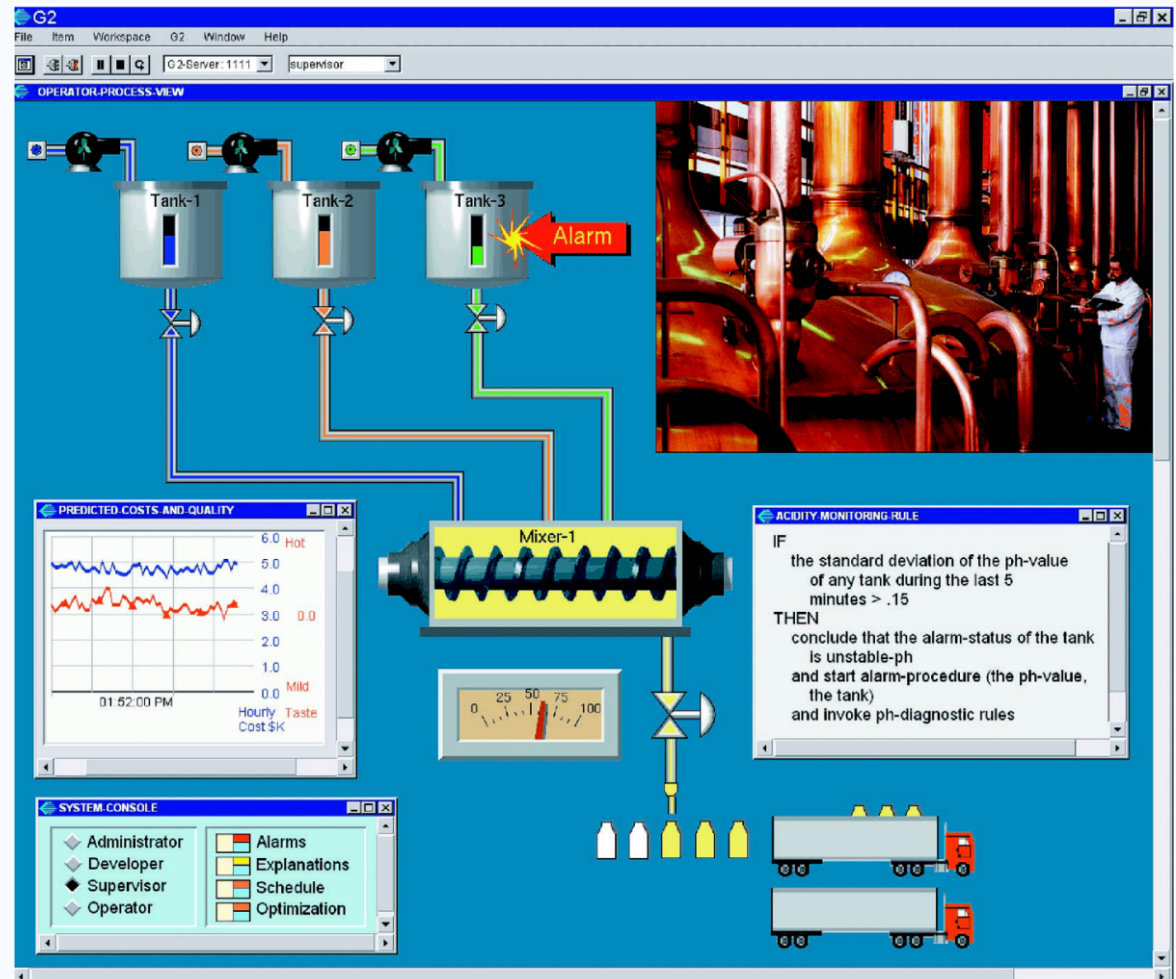 G2
File Item Workspace G2 Window Help
G2-Server: 1111 supervisor
OPERATOR-PROCESS-VIEW
Tank-1 Tank-2 Tank-3
Alarm
PREDICTED-COSTS-AND-QUALITY
6.0 Hot
5.0
4.0
3.0 0.0
2.0
1.0
0.0 Mild
01:52:00 PM
Hourly Taste
Cost $K
Mixer-1
0 25 50 75 100
ACIDITY-MONITORING-RULE
IF
the standard deviation of the ph-value
of any tank during the last 5
minutes > .15
THEN
conclude that the alarm-status of the tank
is unstable-ph
and start alarm-procedure (the ph-value,
the tank)
and invoke ph-diagnostic rules
SYSTEM-CONSOLE
Administrator Alarms
Developer Explanations
Supervisor Schedule
Operator Optimization